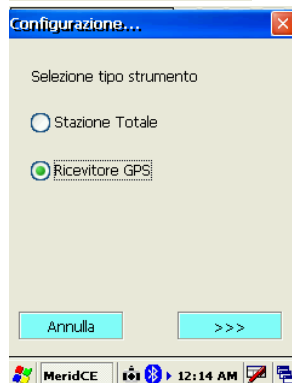 Configurazione...
Selezione tipo strumento
Stazione Totale
Ricevitore GPS
Annulla
>>>
MeridCE
12:14 AM